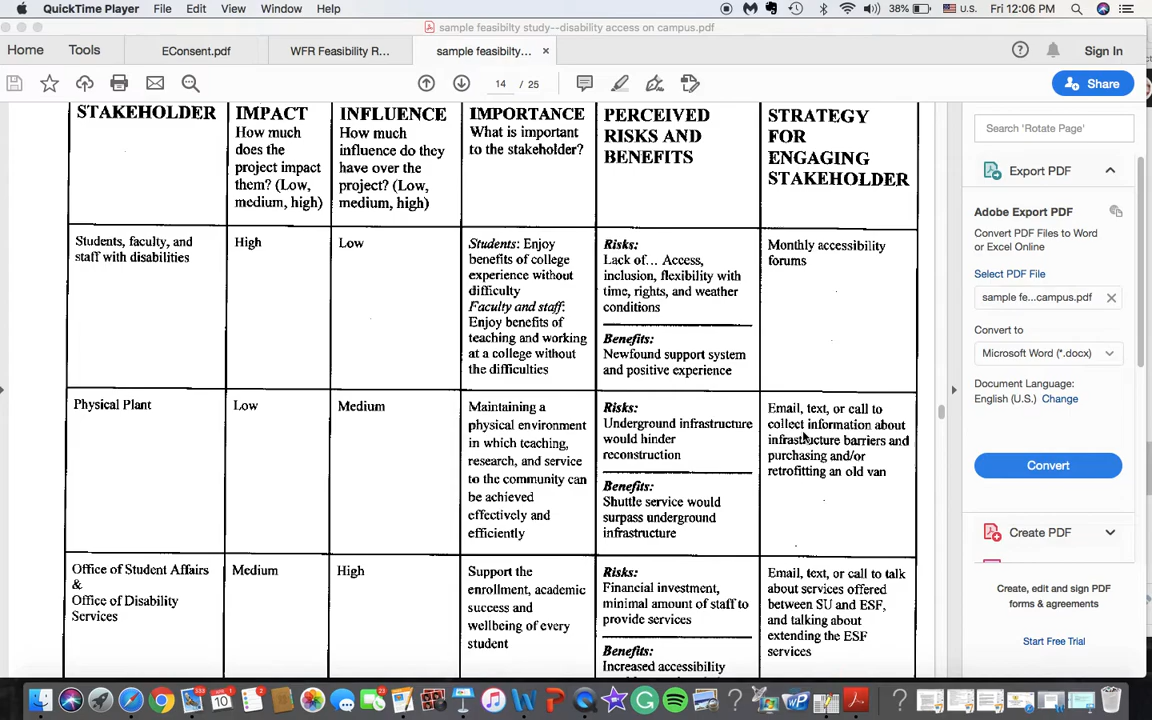 QuickTime Player File Edit View Window Help 38% U.S. Fri 12:06 PM
sample feasibilty study--disability access on campus.pdf
Home Tools EConsent.pdf WFR Feasibility R... sample feasibilty... × Sign In
14 / 25 Share
STAKEHOLDER
IMPACT
How much
does the
project impact
them? (Low,
medium, high)
INFLUENCE
How much
influence do they
have over the
project? (Low,
medium, high)
IMPORTANCE
What is important
to the stakeholder?
PERCEIVED
RISKS AND
BENEFITS
STRATEGY
FOR
ENGAGING
STAKEHOLDER
Students, faculty, and
staff with disabilities
High
Low
Students: Enjoy
benefits of college
experience without
difficulty
Faculty and staff:
Enjoy benefits of
teaching and working
at a college without
the difficulties
Risks:
Lack of... Access,
inclusion, flexibility with
time, rights, and weather
conditions
Benefits:
Newfound support system
and positive experience
Monthly accessibility
forums
Physical Plant
Low
Medium
Maintaining a
physical environment
in which teaching,
research, and service
to the community can
be achieved
effectively and
efficiently
Risks:
Underground infrastructure
would hinder
reconstruction
Benefits:
Shuttle service would
surpass underground
infrastructure
Email, text, or call to
collect information about
infrastructure barriers and
purchasing and/or
retrofitting an old van
Office of Student Affairs
&
Office of Disability
Services
Medium
High
Support the
enrollment, academic
success and
wellbeing of every
student
Risks:
Financial investment,
minimal amount of staff to
provide services
Benefits:
Increased accessibility
Email, text, or call to talk
about services offered
between SU and ESF,
and talking about
extending the ESF
services
Search 'Rotate Page'
Export PDF
Adobe Export PDF
Convert PDF Files to Word
or Excel Online
Select PDF File
sample fe...campus.pdf
Convert to
Microsoft Word (*.docx)
Document Language:
English (U.S.) Change
Convert
Create PDF
Create, edit and sign PDF
forms & agreements
Start Free Trial